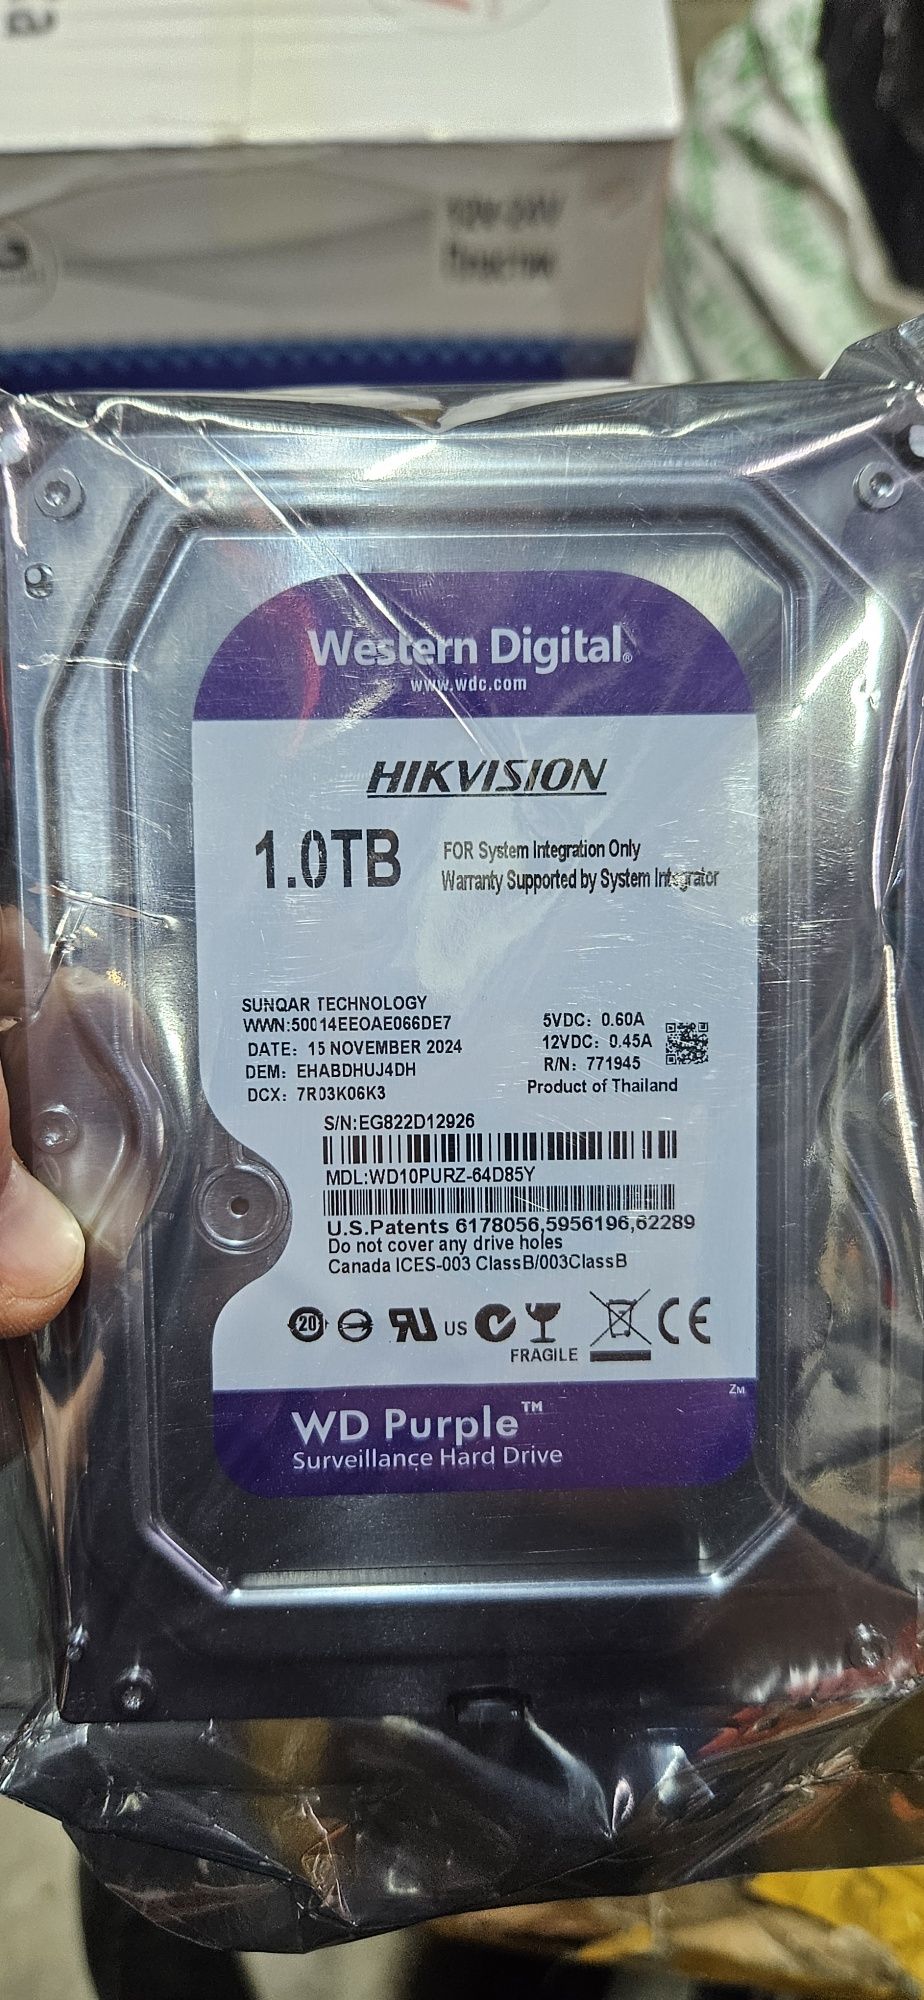 Western Digital®
www.wdc.com
HIKVISION
1.0TB
FOR System Integration Only
Warranty Supported by System Integrator
SUNQAR TECHNOLOGY
WWN:50014EEOAE066DE7
DATE: 15 NOVEMBER 2024
DEM: EHABDHUJ4DH
DCX: 7R03K06K3
5VDC: 0.60A
12VDC: 0.45A
R/N: 771945
Product of Thailand
S/N:EG822D12926
MDL:WD10PURZ-64D85Y
U.S.Patents 6178056,5956196,62289
Do not cover any drive holes
Canada ICES-003 ClassB/003ClassB
20
US
FRAGILE
CE
ZM
WD Purple™
Surveillance Hard Drive